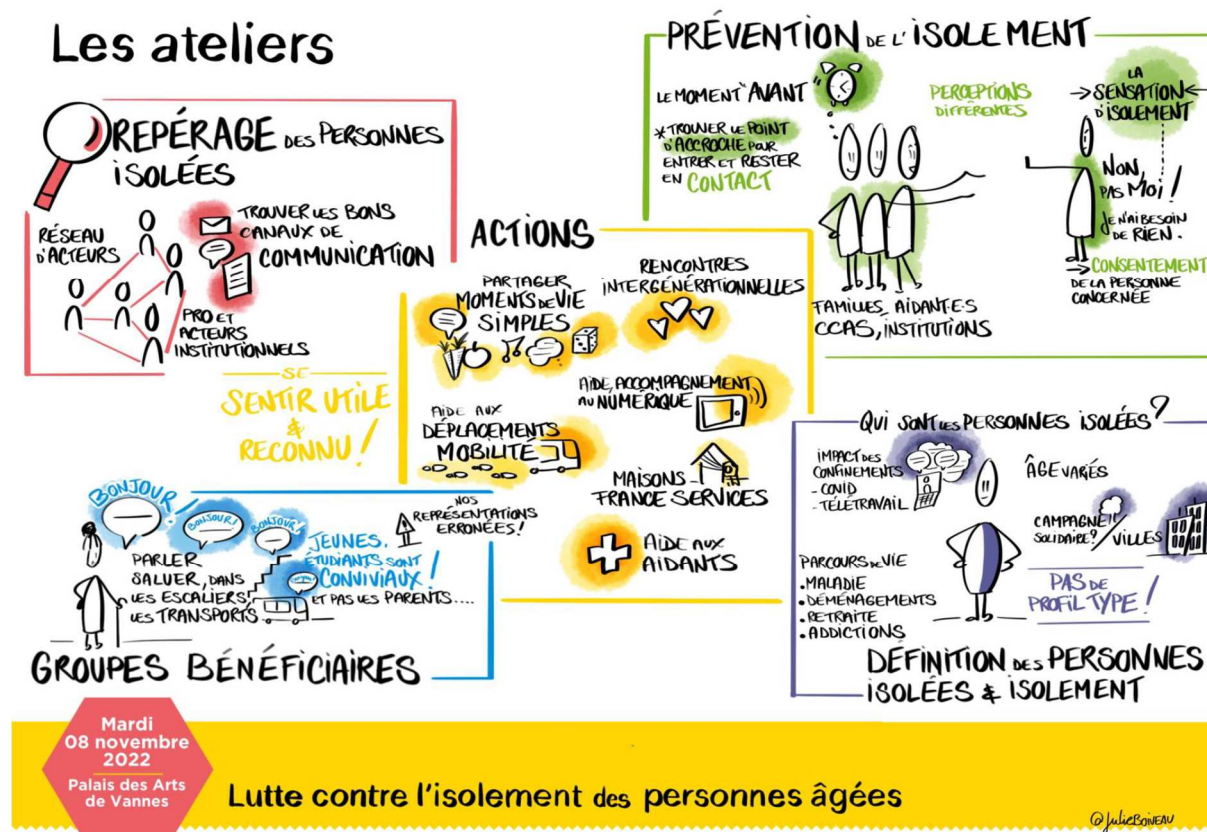 Les ateliers
REPÉRAGE DES PERSONNES
ISOLÉES
RÉSEAU
D'ACTEURS
TROUVER LES BONS
CANAUX DE
COMMUNICATION
PRO ET
ACTEURS
INSTITUTIONNELS
PRÉVENTION DE L'ISOLEMENT
LE MOMENT "AVANT
*TROUVER LE POINT
D'ACCROCHE POUR
ENTRER ET RESTER
EN CONTACT
PERCEPTIONS
DIFFÉRENTES
LA
SENSATION
D'ISOLEMENT
NON,
PAS MOI !
JE N'AI BESOIN
DE RIEN.
→ CONSENTEMENT
DE LA PERSONNE
CONCERNÉE
FAMILLES, AIDANT·E·S
CCAS, INSTITUTIONS
ACTIONS
PARTAGER
MOMENTS DE VIE
SIMPLES
RENCONTRES
INTERGÉNÉRATIONNELLES
AIDE, ACCOMPAGNEMENT
AU NUMÉRIQUE
AIDE AUX
DÉPLACEMENTS
MOBILITÉ
MAISONS
FRANCE SERVICES
AIDE AUX
AIDANTS
SE
SENTIR UTILE
&
RECONNU !
BONJOUR !
BONJOUR !
BONJOUR !
PARLER
SALUER, DANS
LES ESCALIERS
LES TRANSPORTS
JEUNES,
ÉTUDIANTS SONT
CONVIVIAUX !
ET PAS LES PARENTS....
NOS
REPRÉSENTATIONS
ERRONÉES !
GROUPES BÉNÉFICIAIRES
QUI SONT LES PERSONNES ISOLÉES ?
IMPACT DES
CONFINEMENTS
- COVID
- TÉLÉTRAVAIL
ÂGE VARIÉS
CAMPAGNE
SOLIDAIRE ? / VILLES
PARCOURS DE VIE
. MALADIE
. DÉMÉNAGEMENTS
. RETRAITE
. ADDICTIONS
PAS DE
PROFIL TYPE !
DÉFINITION DES PERSONNES
ISOLÉES & ISOLEMENT
Mardi
08 novembre
2022
Palais des Arts
de Vannes
Lutte contre l'isolement des personnes âgées
@JulieBoiveau